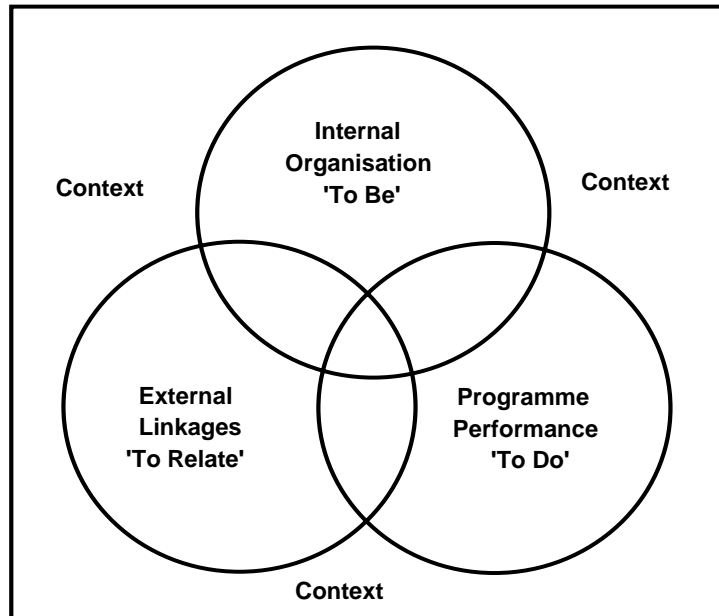 Internal
Organisation
'To Be'
Context
Context
External
Linkages
'To Relate'
Programme
Performance
'To Do'
Context